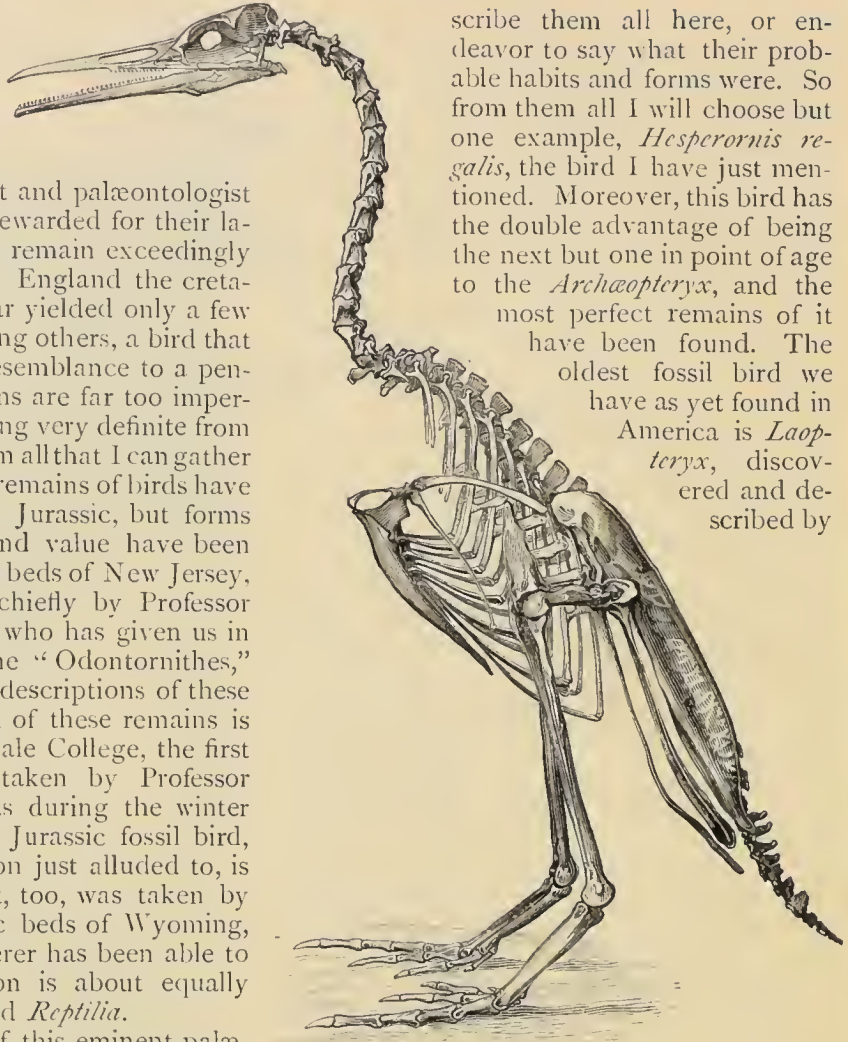 t and palæontologist
ewarded for their la-
remain exceedingly
England the creta-
r yielded only a few
ng others, a bird that
esemblance to a pen-
ns are far too imper-
ng very definite from
m all that I can gather
remains of birds have
Jurassic, but forms
nd value have been
beds of New Jersey,
chiefly by Professor
who has given us in
e “Odontornithes,”
descriptions of these
of these remains is
ale College, the first
taken by Professor
s during the winter
Jurassic fossil bird,
on just alluded to, is
, too, was taken by
c beds of Wyoming,
erer has been able to
on is about equally
d Reptilia.
f this eminent palæ-
scribe them all here, or en-
deavor to say what their prob-
able habits and forms were. So
from them all I will choose but
one example, Hesperornis re-
galis, the bird I have just men-
tioned. Moreover, this bird has
the double advantage of being
the next but one in point of age
to the Archæopteryx, and the
most perfect remains of it
have been found. The
oldest fossil bird we
have as yet found in
America is Laop-
teryx, discov-
ered and de-
scribed by